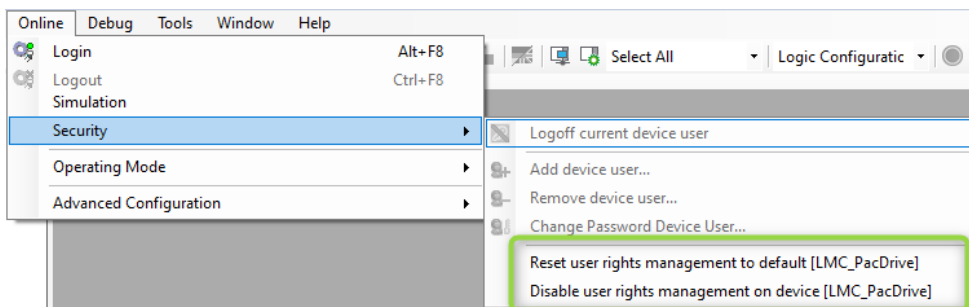 Online Debug Tools Window Help
Login Alt+F8
Select All Logic Configuratic
Logout Ctrl+F8
Simulation
Security
Logoff current device user
Operating Mode
Add device user...
Remove device user...
Advanced Configuration
Change Password Device User...
Reset user rights management to default [LMC_PacDrive]
Disable user rights management on device [LMC_PacDrive]